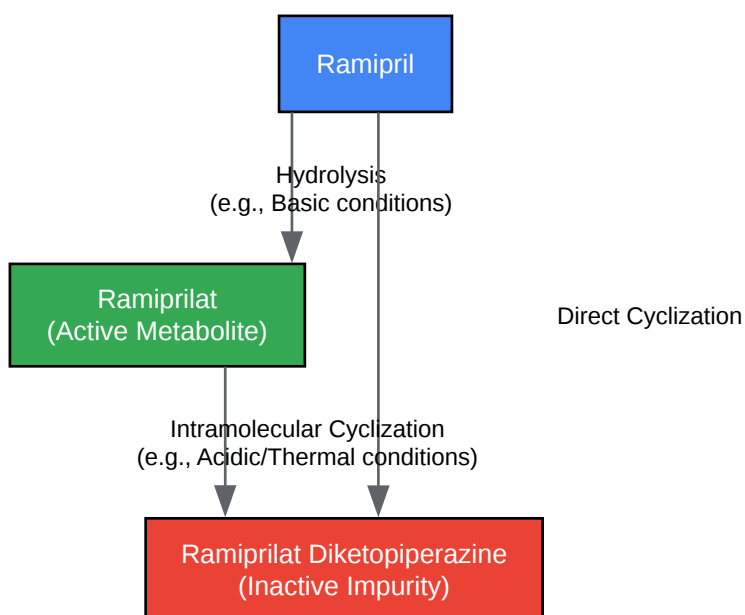 Ramipril
Hydrolysis
(e.g., Basic conditions)
Ramiprilat
(Active Metabolite)
Direct Cyclization
Intramolecular Cyclization
(e.g., Acidic/Thermal conditions)
Ramiprilat Diketopiperazine
(Inactive Impurity)